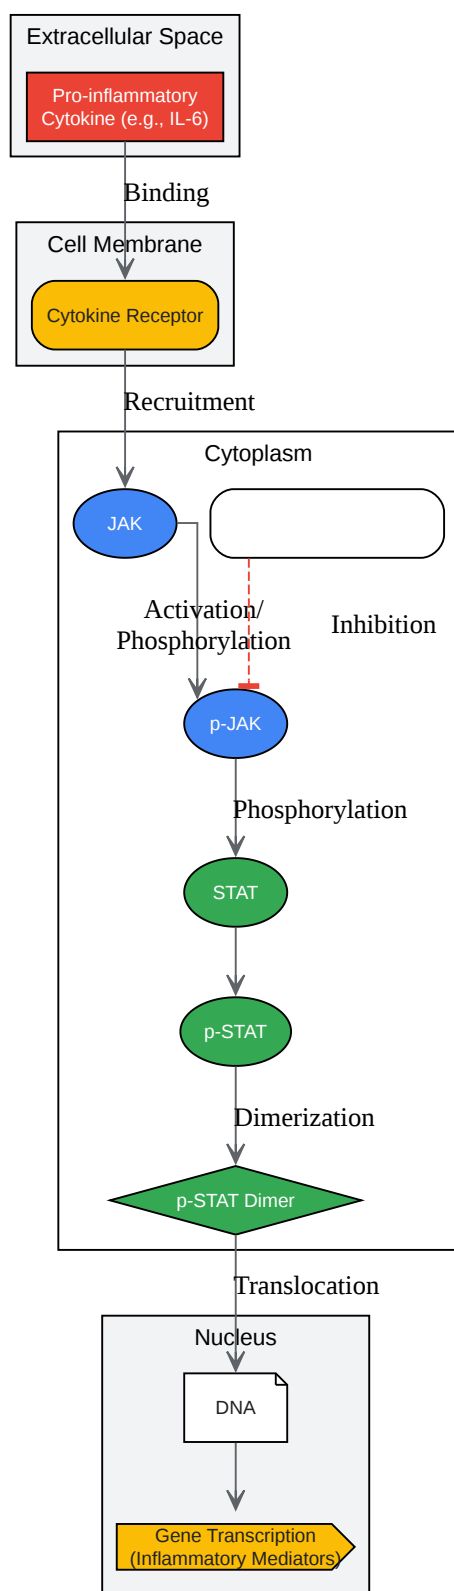 Extracellular Space
Pro-inflammatory
Cytokine (e.g., IL-6)
Binding
Cell Membrane
Cytokine Receptor
Recruitment
Cytoplasm
JAK
Activation/
Phosphorylation
Inhibition
p-JAK
Phosphorylation
STAT
p-STAT
Dimerization
p-STAT Dimer
Translocation
Nucleus
DNA
Gene Transcription
(Inflammatory Mediators)